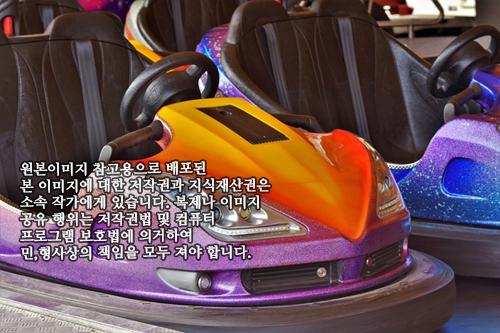 원본이미지 참고용으로 배포된
본 이미지에 대한 저작권과 지식재산권은
소속 작가에게 있습니다. 복제나 이미지
공유 행위는 저작권법 및 컴퓨터
프로그램 보호법에 의거하여
민,형사상의 책임을 모두 져야 합니다.